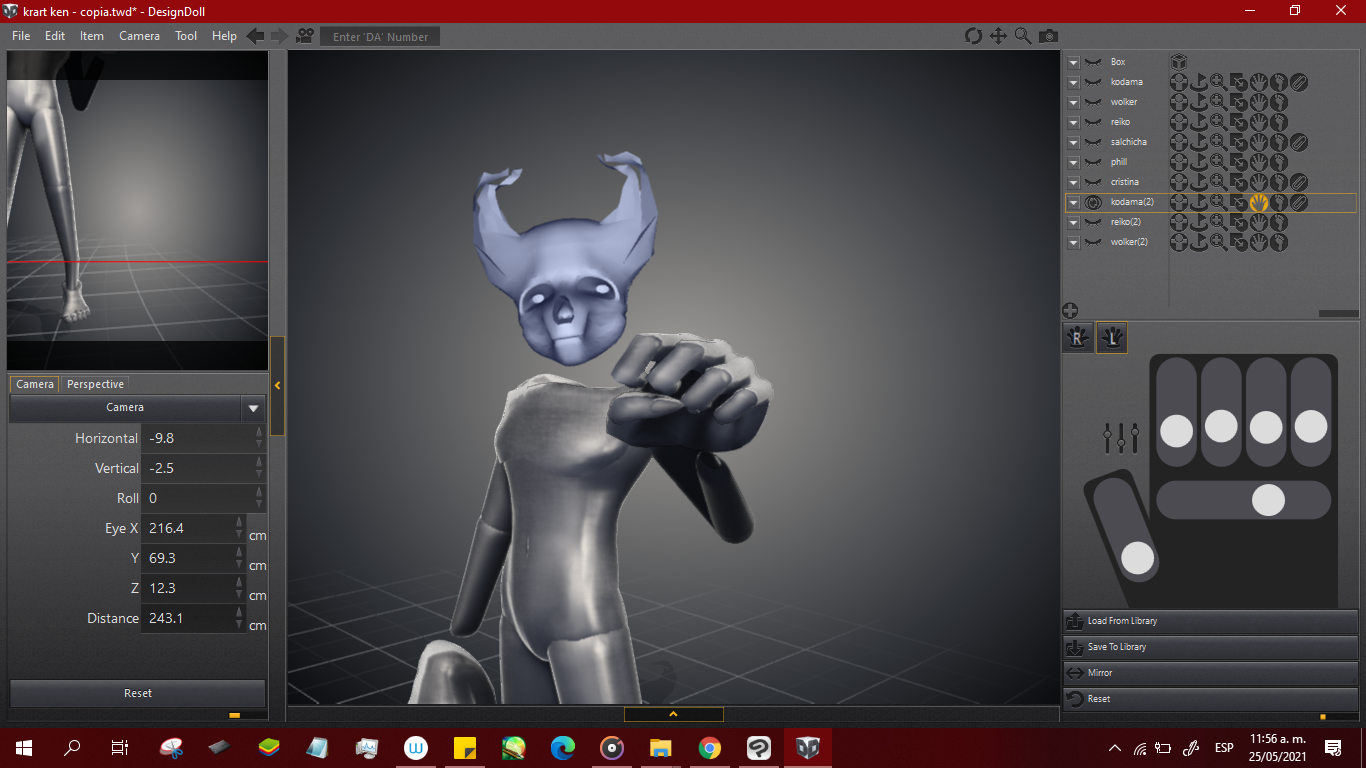 krart ken - copia.twd* - DesignDoll
File Edit Item Camera Tool Help Enter 'DA' Number
Box
kodama
wolker
reiko
salchicha
phill
cristina
kodama(2)
reiko(2)
wolker(2)
R L
Camera Perspective
Camera
Horizontal -9.8
Vertical -2.5
Roll 0
Eye X 216.4 cm
Y 69.3 cm
Z 12.3 cm
Distance 243.1 cm
Reset
Load From Library
Save To Library
Mirror
Reset
ESP
11:56 a. m.
25/05/2021